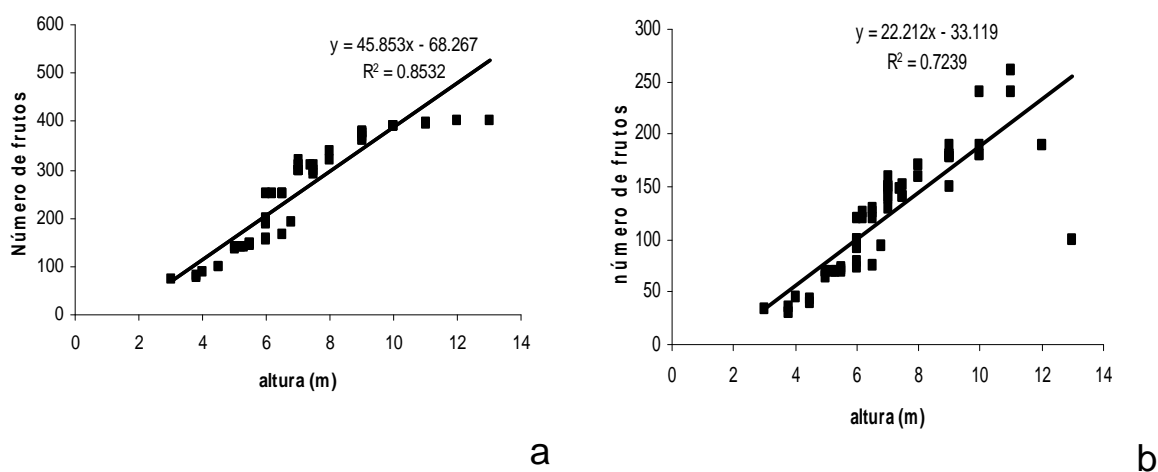 600
500
400
300
200
100
0
Número de frutos
y = 45.853x - 68.267
R² = 0.8532
0 2 4 6 8 10 12 14
altura (m)
a
300
250
200
150
100
50
0
número de frutos
y = 22.212x - 33.119
R² = 0.7239
0 2 4 6 8 10 12 14
altura (m)
b